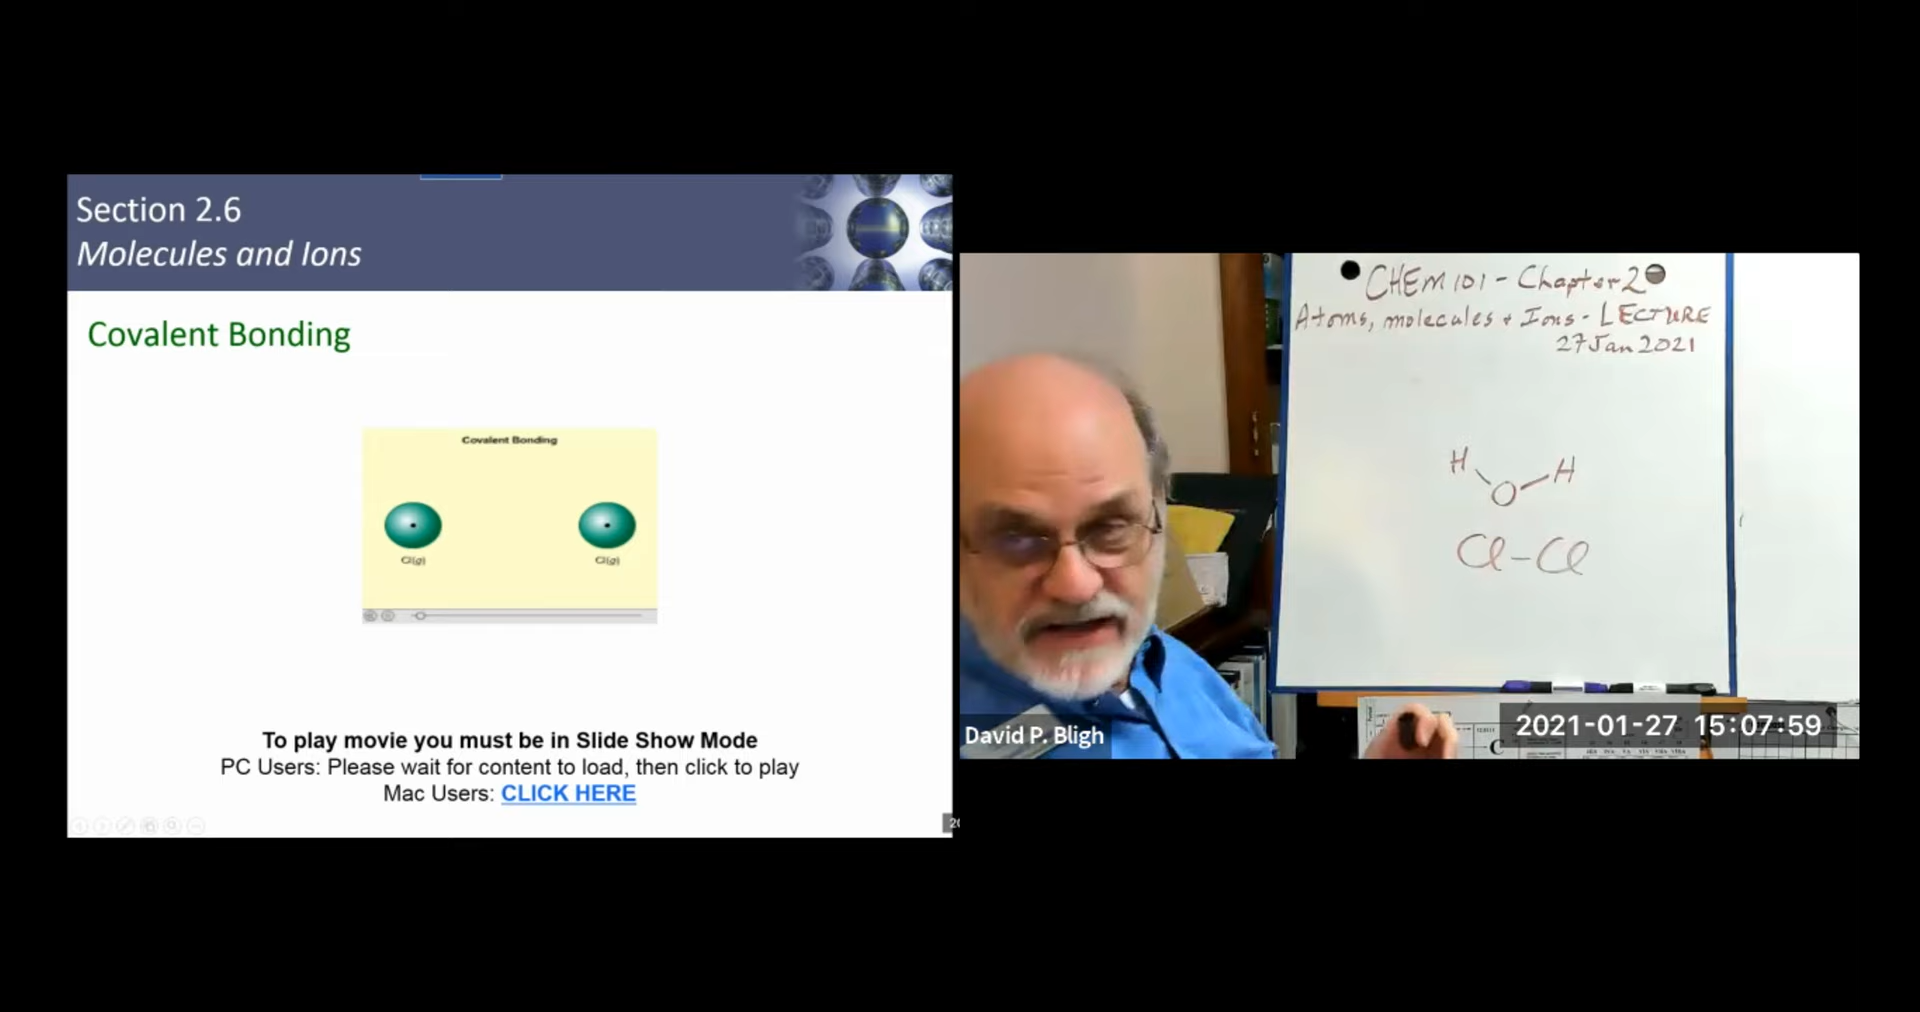 Section 2.6
Molecules and Ions
Covalent Bonding
Covalent Bonding
Cl(g)
Cl(g)
To play movie you must be in Slide Show Mode
PC Users: Please wait for content to load, then click to play
Mac Users: CLICK HERE
CHEM 101 - Chapter 2
Atoms, molecules + Ions - LECTURE
27 Jan 2021
H H
O
Cl-Cl
David P. Bligh
C
2021-01-27 15:07:59